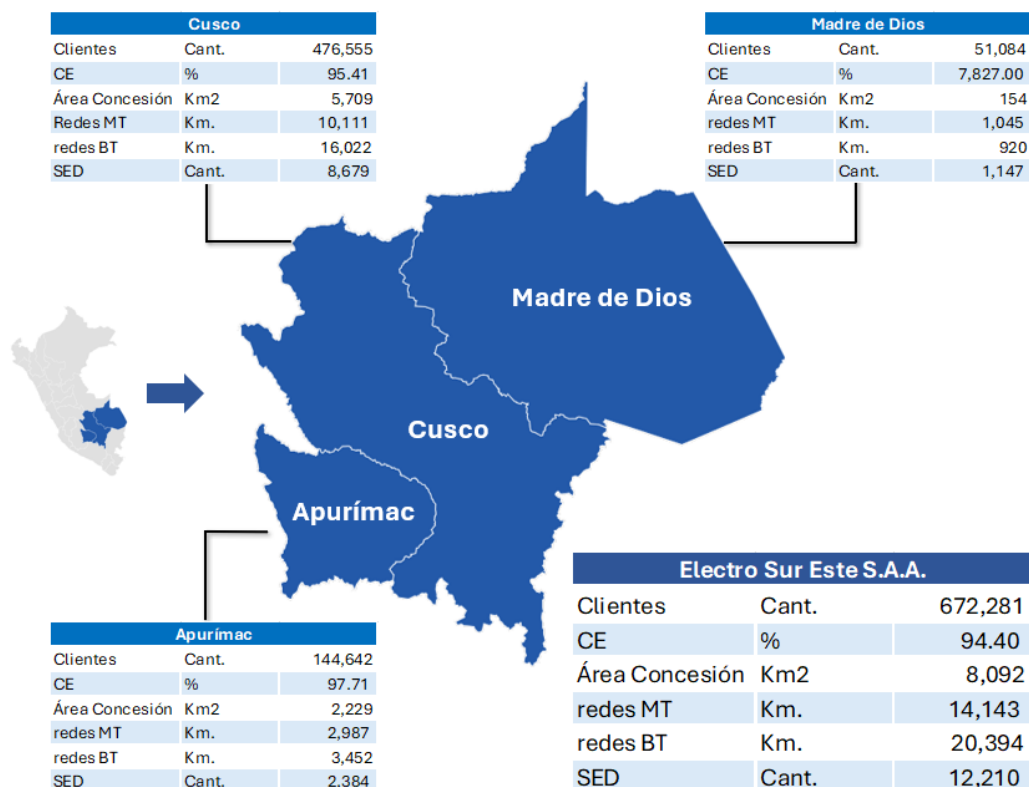 Cusco
Clientes Cant. 476,555
CE % 95.41
Área Concesión Km2 5,709
Redes MT Km. 10,111
redes BT Km. 16,022
SED Cant. 8,679
Madre de Dios
Clientes Cant. 51,084
CE % 7,827.00
Área Concesión Km2 154
redes MT Km. 1,045
redes BT Km. 920
SED Cant. 1,147
Madre de Dios
Cusco
Apurímac
Apurímac
Clientes Cant. 144,642
CE % 97.71
Área Concesión Km2 2,229
redes MT Km. 2,987
redes BT Km. 3,452
SED Cant. 2,384
Electro Sur Este S.A.A.
Clientes Cant. 672,281
CE % 94.40
Área Concesión Km2 8,092
redes MT Km. 14,143
redes BT Km. 20,394
SED Cant. 12,210